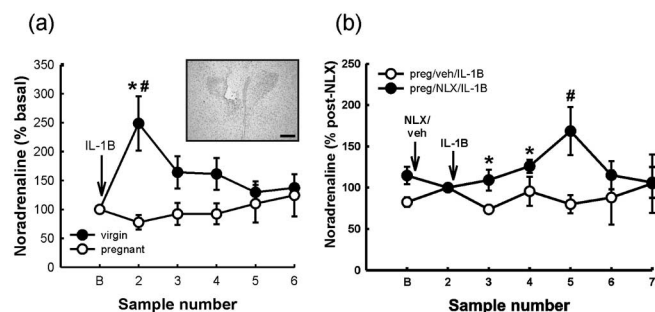 (a)
350
300
250
200
150
100
50
0
Noradrenaline (% basal)
*#
IL-1B
virgin
pregnant
B 2 3 4 5 6
Sample number
(b)
250
200
150
100
50
0
Noradrenaline (% post-NLX)
preg/veh/IL-1B
preg/NLX/IL-1B
NLX/
veh
IL-1B
* * #
B 2 3 4 5 6 7
Sample number